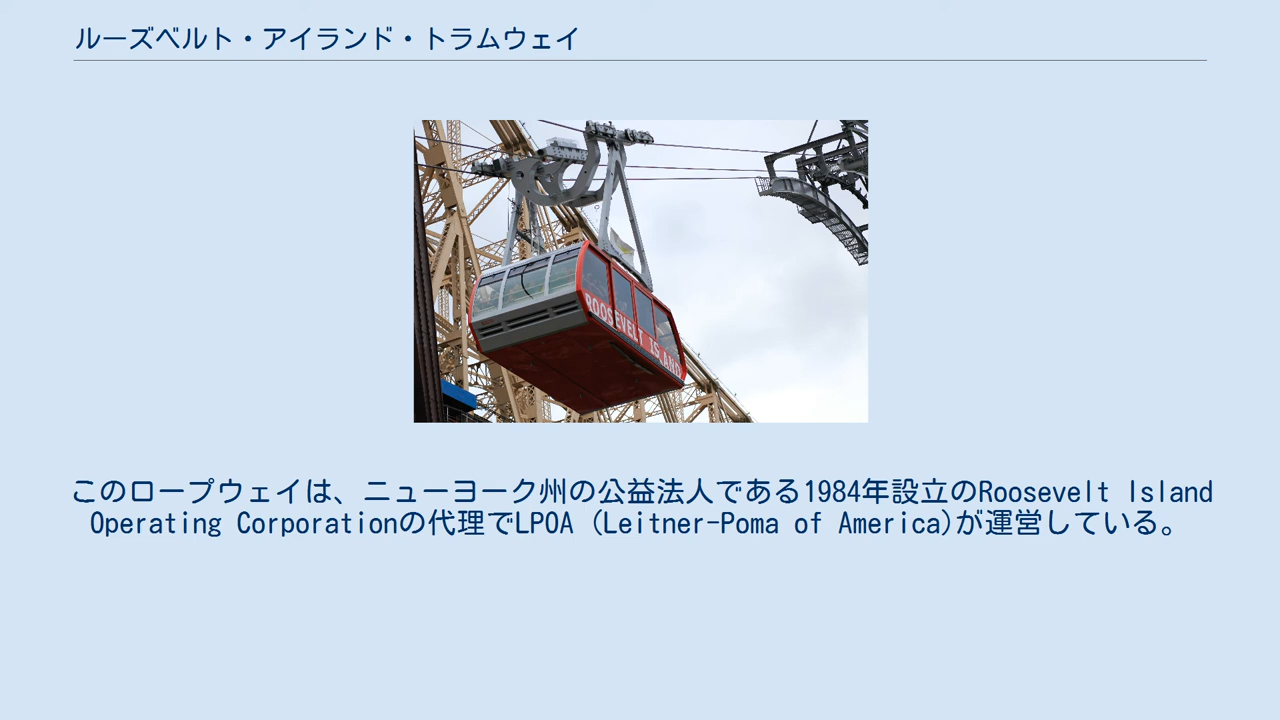 ルーズベルト・アイランド・トラムウェイ
ROOSEVELT ISLAND
このロープウェイは、ニューヨーク州の公益法人である1984年設立のRoosevelt Island
Operating Corporationの代理でLPOA (Leitner-Poma of America)が運営している。